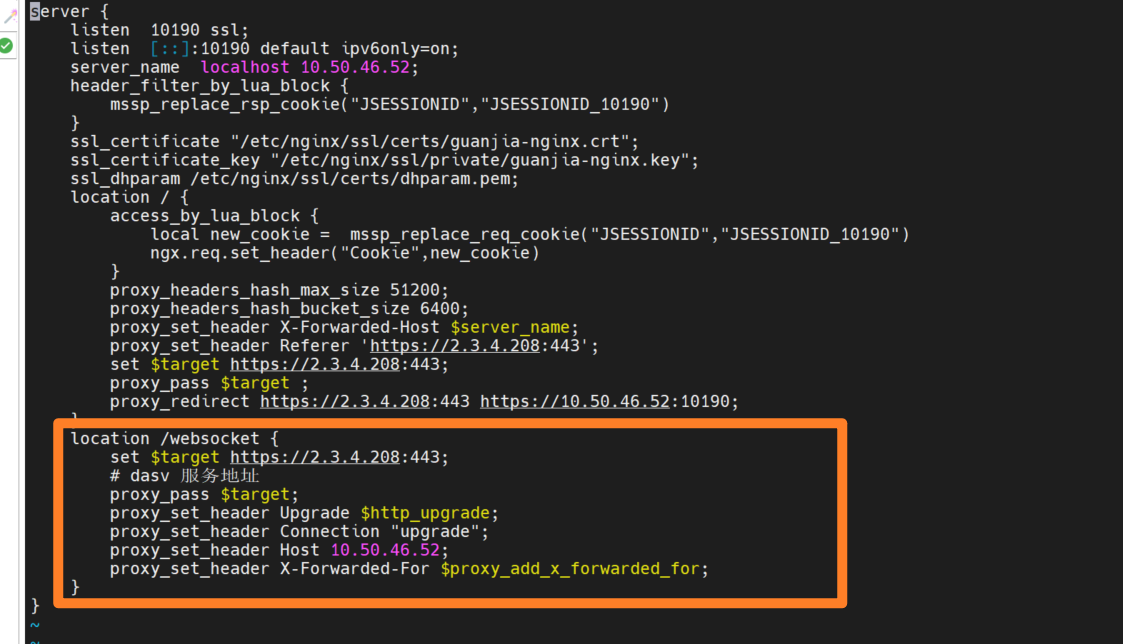 server {
    listen  10190 ssl;
    listen  [::]:10190 default ipv6only=on;
    server_name  localhost 10.50.46.52;
    header_filter_by_lua_block {
        mssp_replace_rsp_cookie("JSESSIONID","JSESSIONID_10190")
    }
    ssl_certificate "/etc/nginx/ssl/certs/guanjia-nginx.crt";
    ssl_certificate_key "/etc/nginx/ssl/private/guanjia-nginx.key";
    ssl_dhparam /etc/nginx/ssl/certs/dhparam.pem;
    location / {
        access_by_lua_block {
            local new_cookie =  mssp_replace_req_cookie("JSESSIONID","JSESSIONID_10190")
            ngx.req.set_header("Cookie",new_cookie)
        }
        proxy_headers_hash_max_size 51200;
        proxy_headers_hash_bucket_size 6400;
        proxy_set_header X-Forwarded-Host $server_name;
        proxy_set_header Referer 'https://2.3.4.208:443';
        set $target https://2.3.4.208:443;
        proxy_pass $target ;
        proxy_redirect https://2.3.4.208:443 https://10.50.46.52:10190;
    }
    location /websocket {
        set $target https://2.3.4.208:443;
        # dasv 服务地址
        proxy_pass $target;
        proxy_set_header Upgrade $http_upgrade;
        proxy_set_header Connection "upgrade";
        proxy_set_header Host 10.50.46.52;
        proxy_set_header X-Forwarded-For $proxy_add_x_forwarded_for;
    }
}
~
~